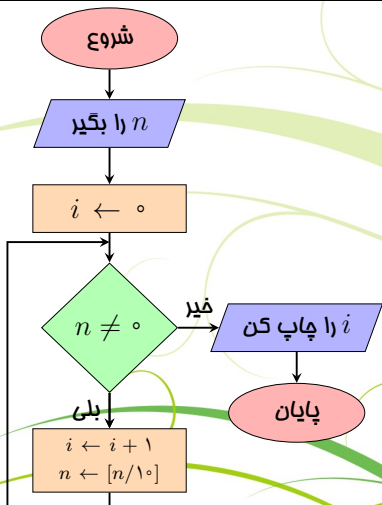 شروع
n را بگیر
i ← ۰
n ≠ ۰
خیر
i را چاپ کن
بلی
پایان
i ← i + ۱
n ← [n/۱۰]